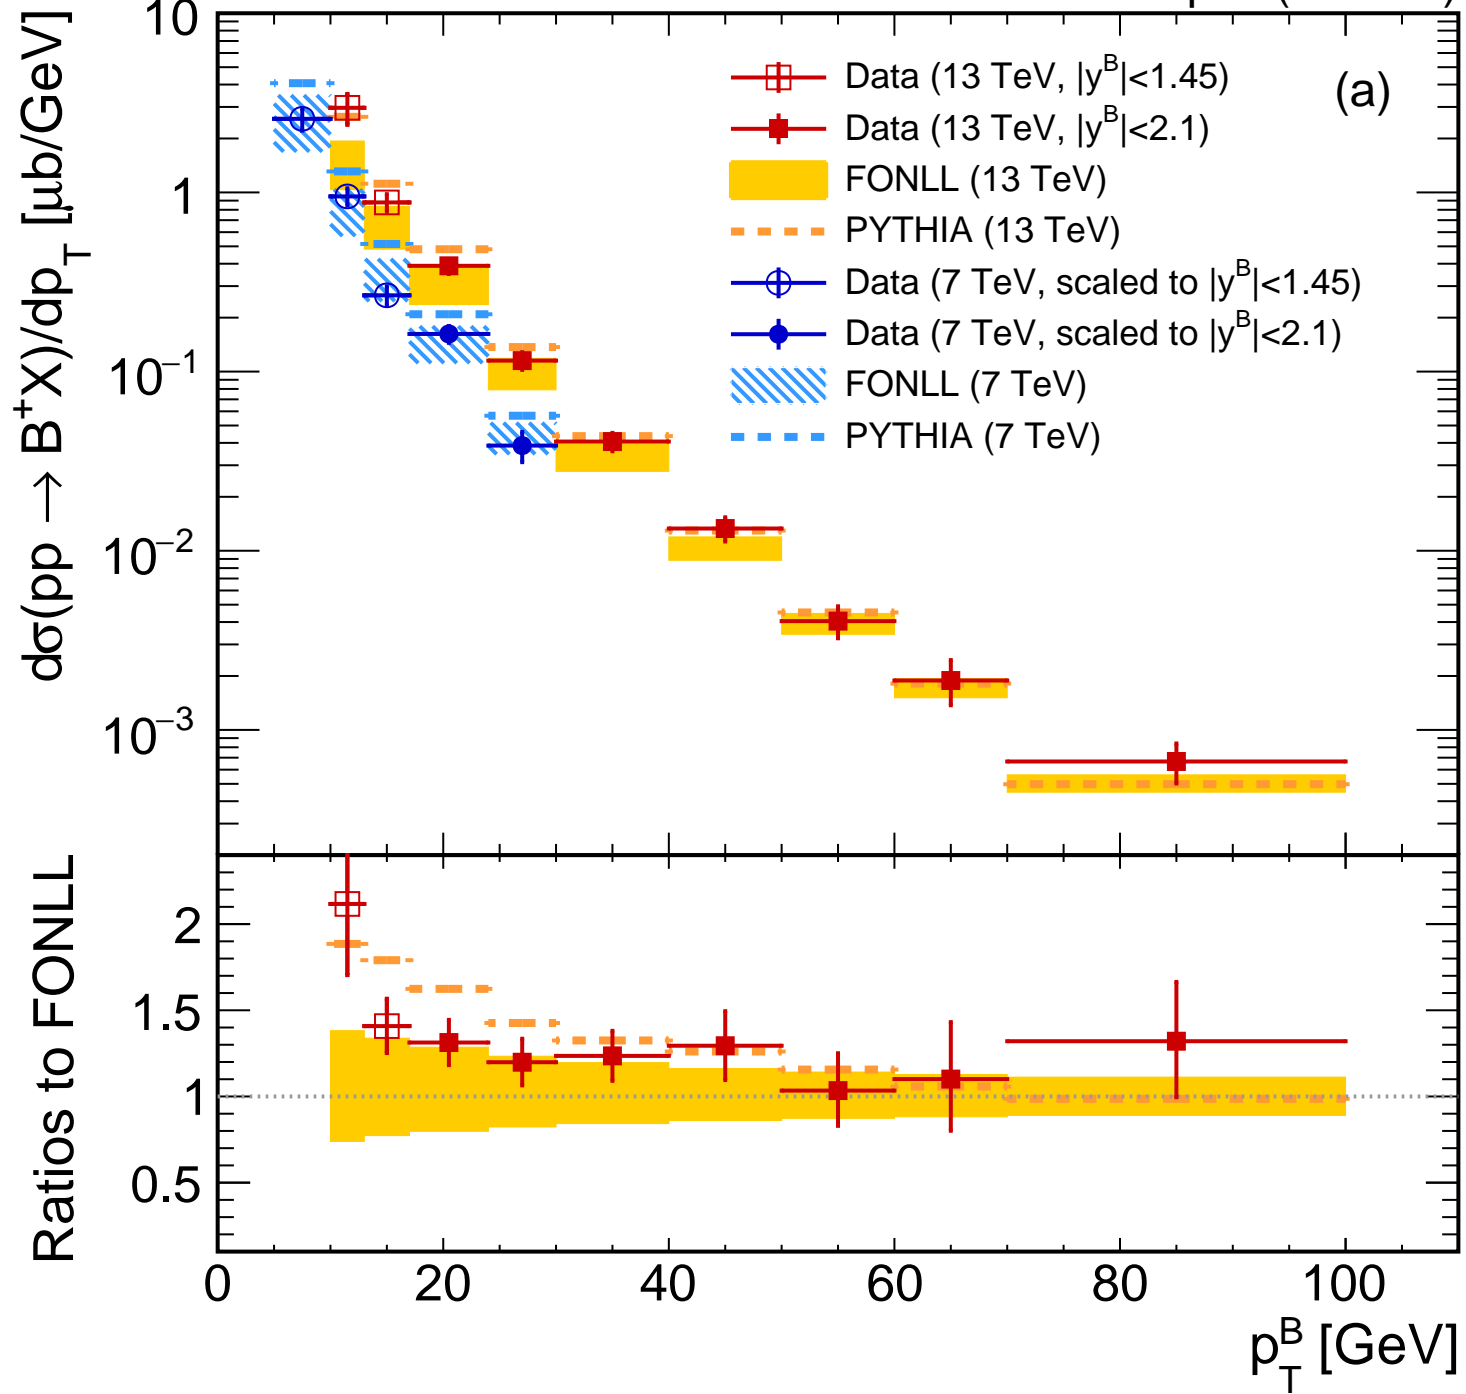 10
1
10⁻¹
10⁻²
10⁻³
dσ(pp → B⁺X)/dp_T [μb/GeV]
Data (13 TeV, |y^B|<1.45)
Data (13 TeV, |y^B|<2.1)
FONLL (13 TeV)
PYTHIA (13 TeV)
Data (7 TeV, scaled to |y^B|<1.45)
Data (7 TeV, scaled to |y^B|<2.1)
FONLL (7 TeV)
PYTHIA (7 TeV)
(a)
2
1.5
1
0.5
Ratios to FONLL
0 20 40 60 80 100
p_T^B [GeV]